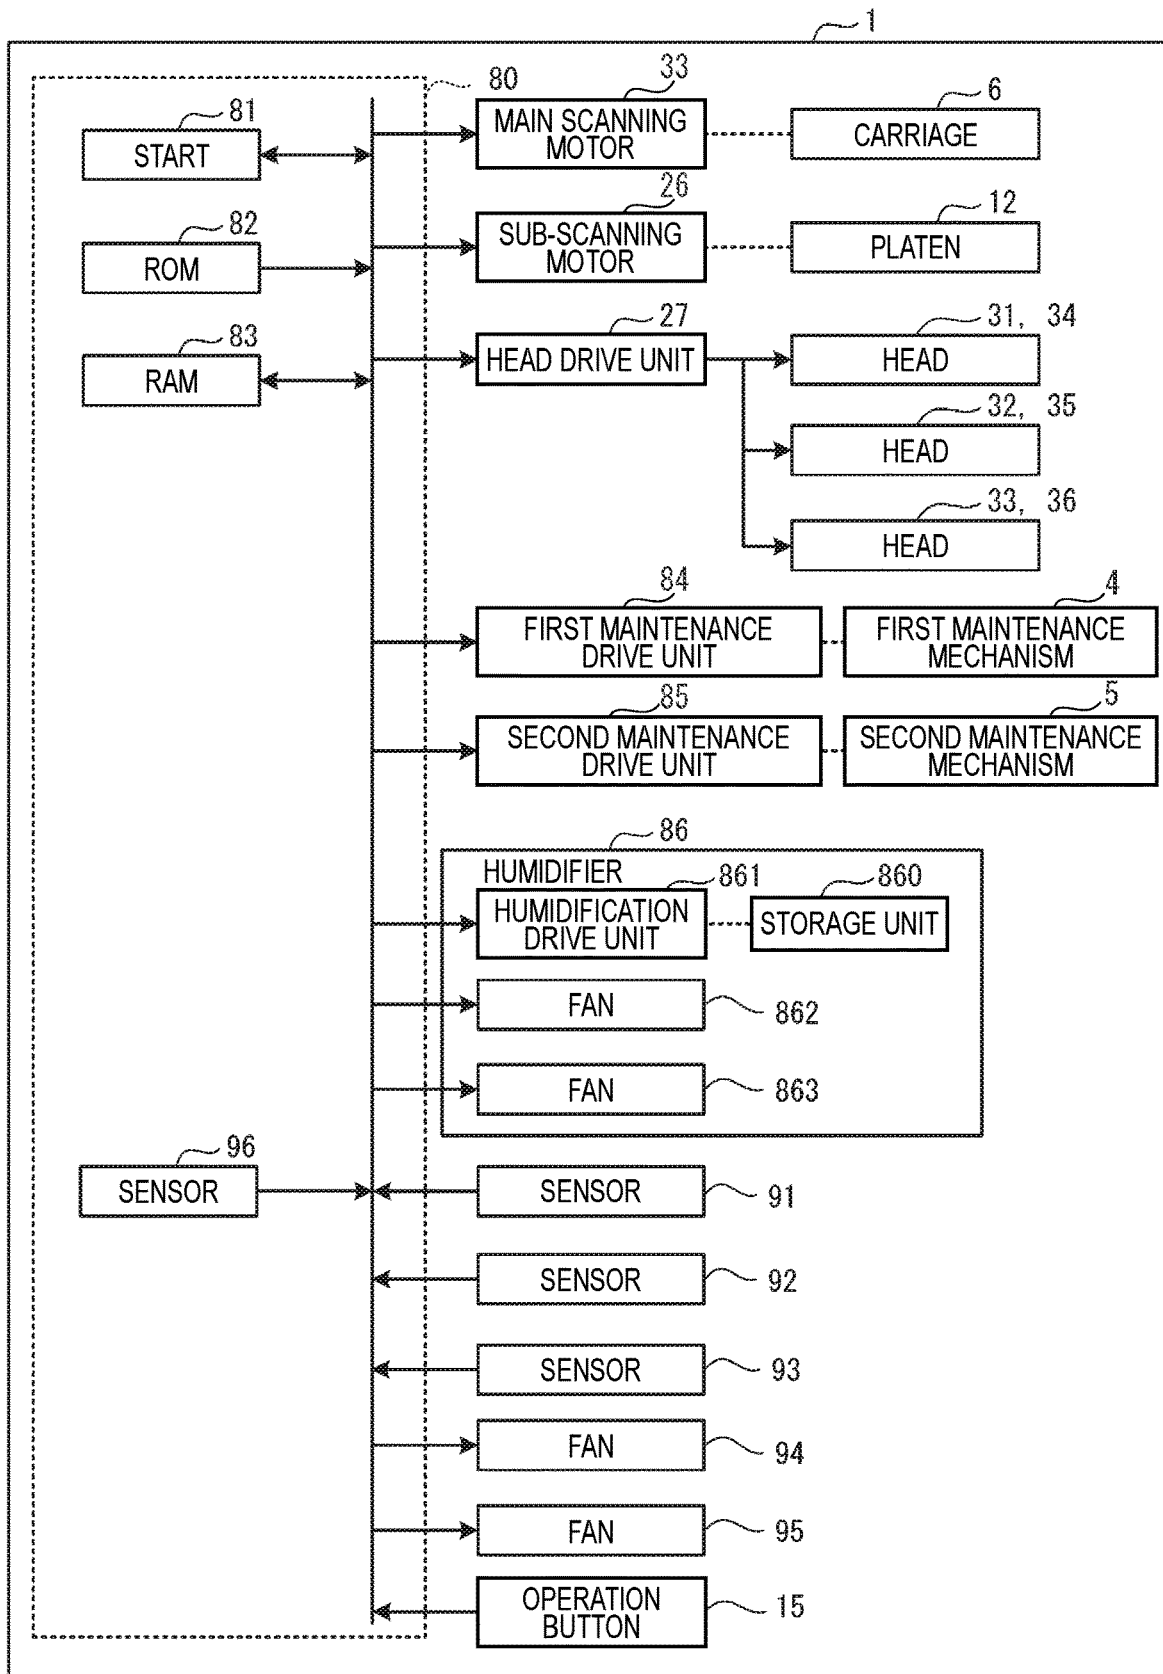 1
80
33
6
81
MAIN SCANNING
MOTOR
CARRIAGE
START
26
12
82
SUB-SCANNING
MOTOR
PLATEN
ROM
27
31, 34
83
HEAD DRIVE UNIT
HEAD
RAM
32, 35
HEAD
33, 36
HEAD
84
4
FIRST MAINTENANCE
DRIVE UNIT
FIRST MAINTENANCE
MECHANISM
85
5
SECOND MAINTENANCE
DRIVE UNIT
SECOND MAINTENANCE
MECHANISM
86
HUMIDIFIER
861
860
HUMIDIFICATION
DRIVE UNIT
STORAGE UNIT
FAN
862
FAN
863
96
SENSOR
SENSOR
91
SENSOR
92
SENSOR
93
FAN
94
FAN
95
OPERATION
BUTTON
15